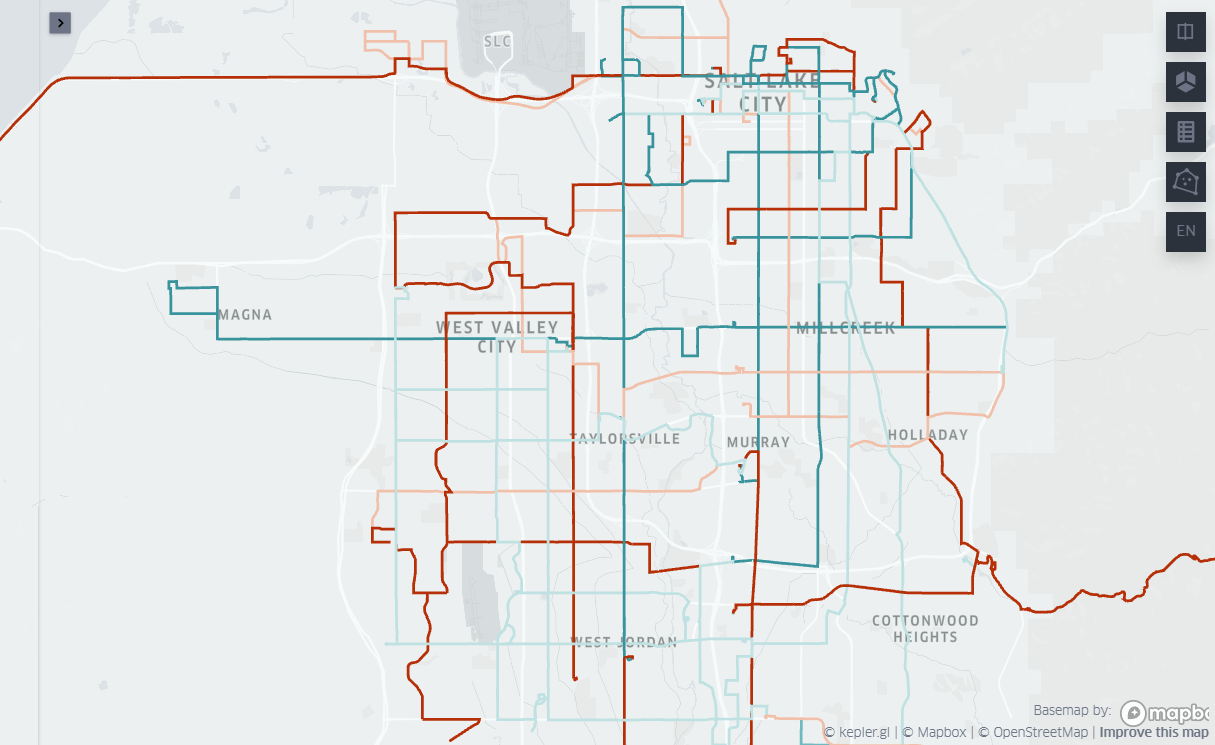 SLC
SALT LAKE
CITY
EN
MAGNA
WEST VALLEY
CITY
MILLCREEK
TAYLORSVILLE
MURRAY
HOLLADAY
COTTONWOOD
HEIGHTS
WEST JORDAN
Basemap by: mapbo
© kepler.gl | © Mapbox | © OpenStreetMap | Improve this map